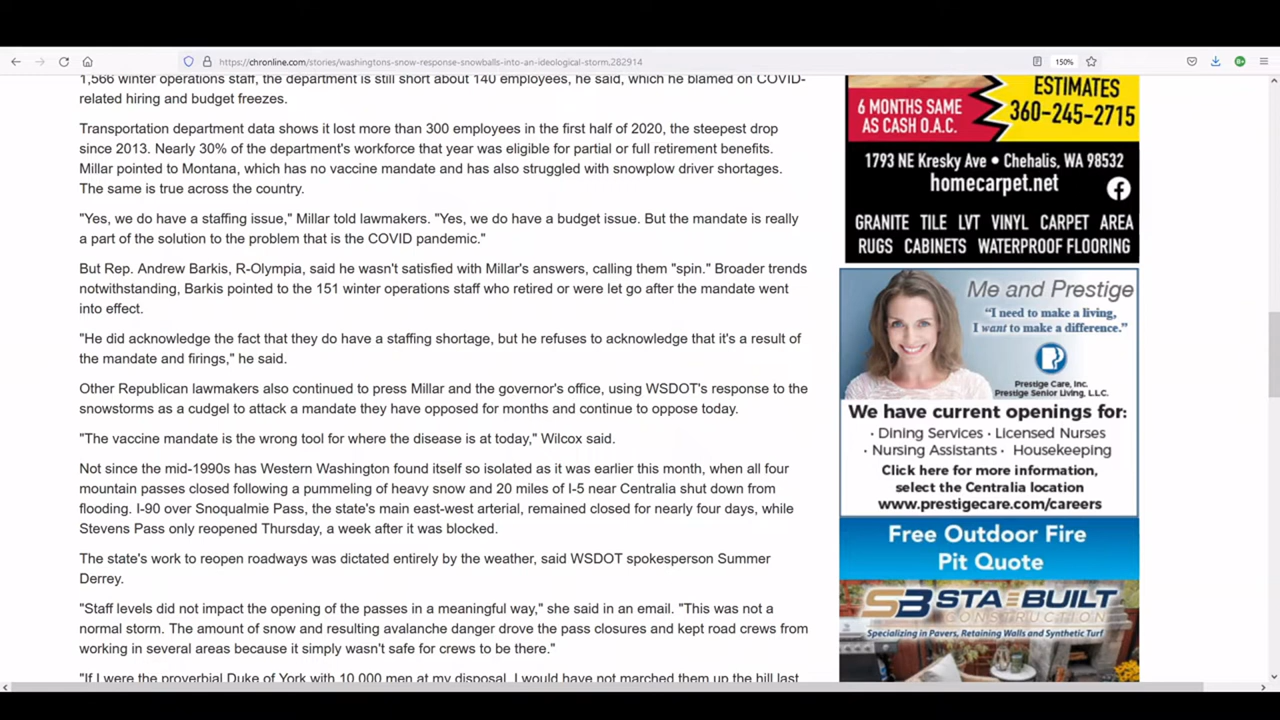 https://chronline.com/stories/washingtons-snow-response-snowballs-into-an-ideological-storm,282914
150%
1,566 winter operations staff, the department is still short about 140 employees, he said, which he blamed on COVID-
related hiring and budget freezes.
Transportation department data shows it lost more than 300 employees in the first half of 2020, the steepest drop
since 2013. Nearly 30% of the department's workforce that year was eligible for partial or full retirement benefits.
Millar pointed to Montana, which has no vaccine mandate and has also struggled with snowplow driver shortages.
The same is true across the country.
"Yes, we do have a staffing issue," Millar told lawmakers. "Yes, we do have a budget issue. But the mandate is really
a part of the solution to the problem that is the COVID pandemic."
But Rep. Andrew Barkis, R-Olympia, said he wasn't satisfied with Millar's answers, calling them "spin." Broader trends
notwithstanding, Barkis pointed to the 151 winter operations staff who retired or were let go after the mandate went
into effect.
"He did acknowledge the fact that they do have a staffing shortage, but he refuses to acknowledge that it's a result of
the mandate and firings," he said.
Other Republican lawmakers also continued to press Millar and the governor's office, using WSDOT's response to the
snowstorms as a cudgel to attack a mandate they have opposed for months and continue to oppose today.
"The vaccine mandate is the wrong tool for where the disease is at today," Wilcox said.
Not since the mid-1990s has Western Washington found itself so isolated as it was earlier this month, when all four
mountain passes closed following a pummeling of heavy snow and 20 miles of I-5 near Centralia shut down from
flooding. I-90 over Snoqualmie Pass, the state's main east-west arterial, remained closed for nearly four days, while
Stevens Pass only reopened Thursday, a week after it was blocked.
The state's work to reopen roadways was dictated entirely by the weather, said WSDOT spokesperson Summer
Derrey.
"Staff levels did not impact the opening of the passes in a meaningful way," she said in an email. "This was not a
normal storm. The amount of snow and resulting avalanche danger drove the pass closures and kept road crews from
working in several areas because it simply wasn't safe for crews to be there."
"If I were the proverbial Duke of York with 10,000 men at my disposal, I would have not marched them up the hill last
6 MONTHS SAME
AS CASH O.A.C.
ESTIMATES
360-245-2715
1793 NE Kresky Ave • Chehalis, WA 98532
homecarpet.net
GRANITE TILE LVT VINYL CARPET AREA
RUGS CABINETS WATERPROOF FLOORING
Me and Prestige
"I need to make a living,
I want to make a difference."
Prestige Care, Inc.
Prestige Senior Living, L.L.C.
We have current openings for:
· Dining Services · Licensed Nurses
· Nursing Assistants · Housekeeping
Click here for more information,
select the Centralia location
www.prestigecare.com/careers
Free Outdoor Fire
Pit Quote
SB STA-BUILT
CONSTRUCTION
Specializing in Pavers, Retaining Walls and Synthetic Turf